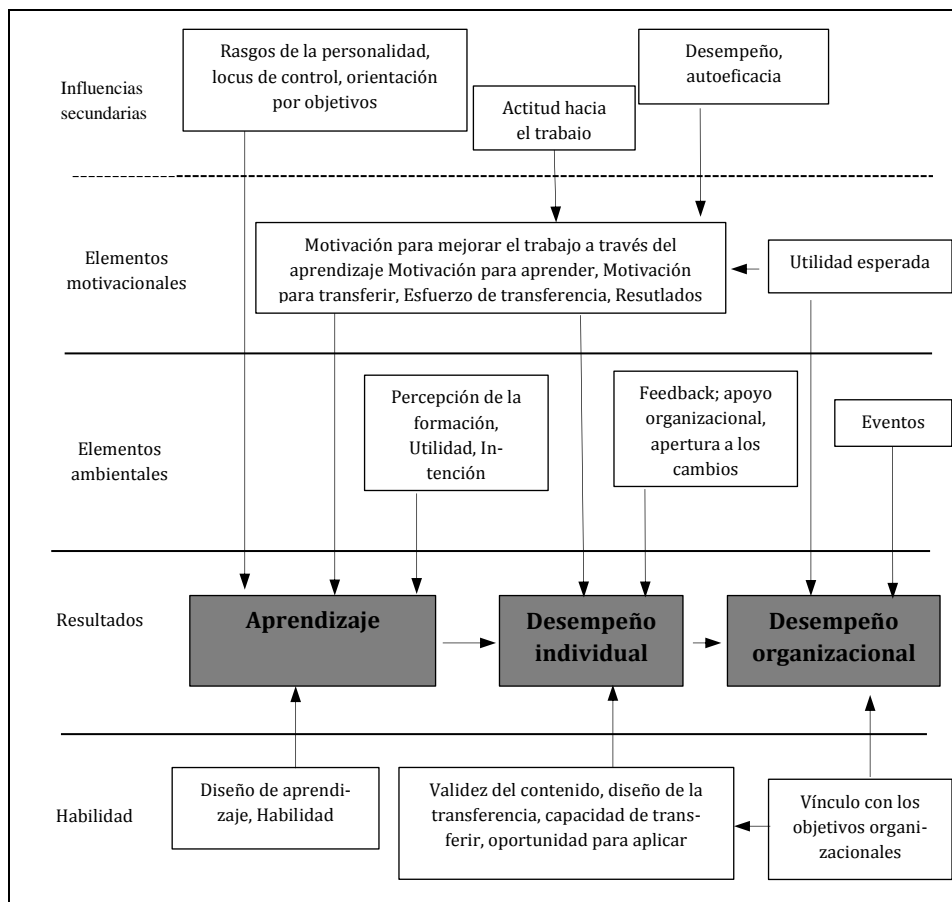 Influencias
secundarias
Rasgos de la personalidad,
locus de control, orientación
por objetivos
Actitud hacia
el trabajo
Desempeño,
autoeficacia
Elementos
motivacionales
Motivación para mejorar el trabajo a través del
aprendizaje Motivación para aprender, Motivación
para transferir, Esfuerzo de transferencia, Resutlados
Utilidad esperada
Elementos
ambientales
Percepción de la
formación,
Utilidad, In-
tención
Feedback; apoyo
organizacional,
apertura a los
cambios
Eventos
Resultados
Aprendizaje
Desempeño
individual
Desempeño
organizacional
Habilidad
Diseño de aprendi-
zaje, Habilidad
Validez del contenido, diseño de la
transferencia, capacidad de trans-
ferir, oportunidad para aplicar
Vínculo con los
objetivos organi-
zacionales